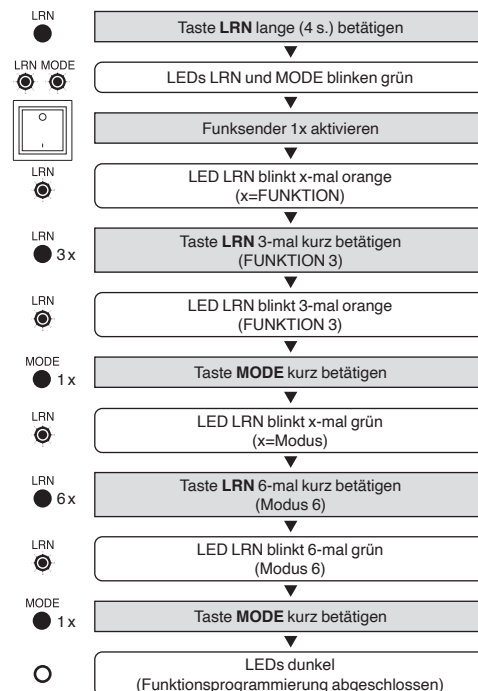 LRN
Taste LRN lange (4 s.) betätigen
LRN MODE
LEDs LRN und MODE blinken grün
Funksender 1x aktivieren
LRN
LED LRN blinkt x-mal orange
(x=FUNKTION)
LRN
3 x
Taste LRN 3-mal kurz betätigen
(FUNKTION 3)
LRN
LED LRN blinkt 3-mal orange
(FUNKTION 3)
MODE
1 x
Taste MODE kurz betätigen
LRN
LED LRN blinkt x-mal grün
(x=Modus)
LRN
6 x
Taste LRN 6-mal kurz betätigen
(Modus 6)
LRN
LED LRN blinkt 6-mal grün
(Modus 6)
MODE
1 x
Taste MODE kurz betätigen
LEDs dunkel
(Funktionsprogrammierung abgeschlossen)